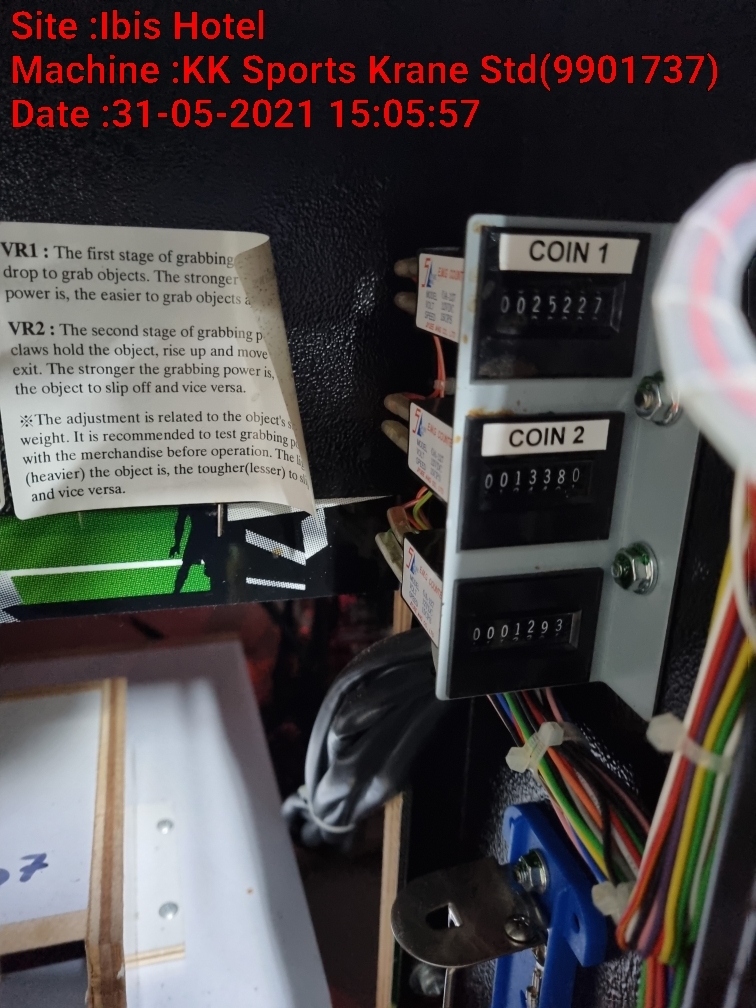 Site :Ibis Hotel
Machine :KK Sports Krane Std(9901737)
Date :31-05-2021 15:05:57
VR1 : The first stage of grabbing
drop to grab objects. The stronger
power is, the easier to grab objects a
VR2 : The second stage of grabbing p
claws hold the object, rise up and move
exit. The stronger the grabbing power is,
the object to slip off and vice versa.
※The adjustment is related to the object's s
weight. It is recommended to test grabbing p
with the merchandise before operation. The li
(heavier) the object is, the tougher(lesser) to sl
and vice versa.
COIN 1
0025227
COIN 2
0013380
0001293